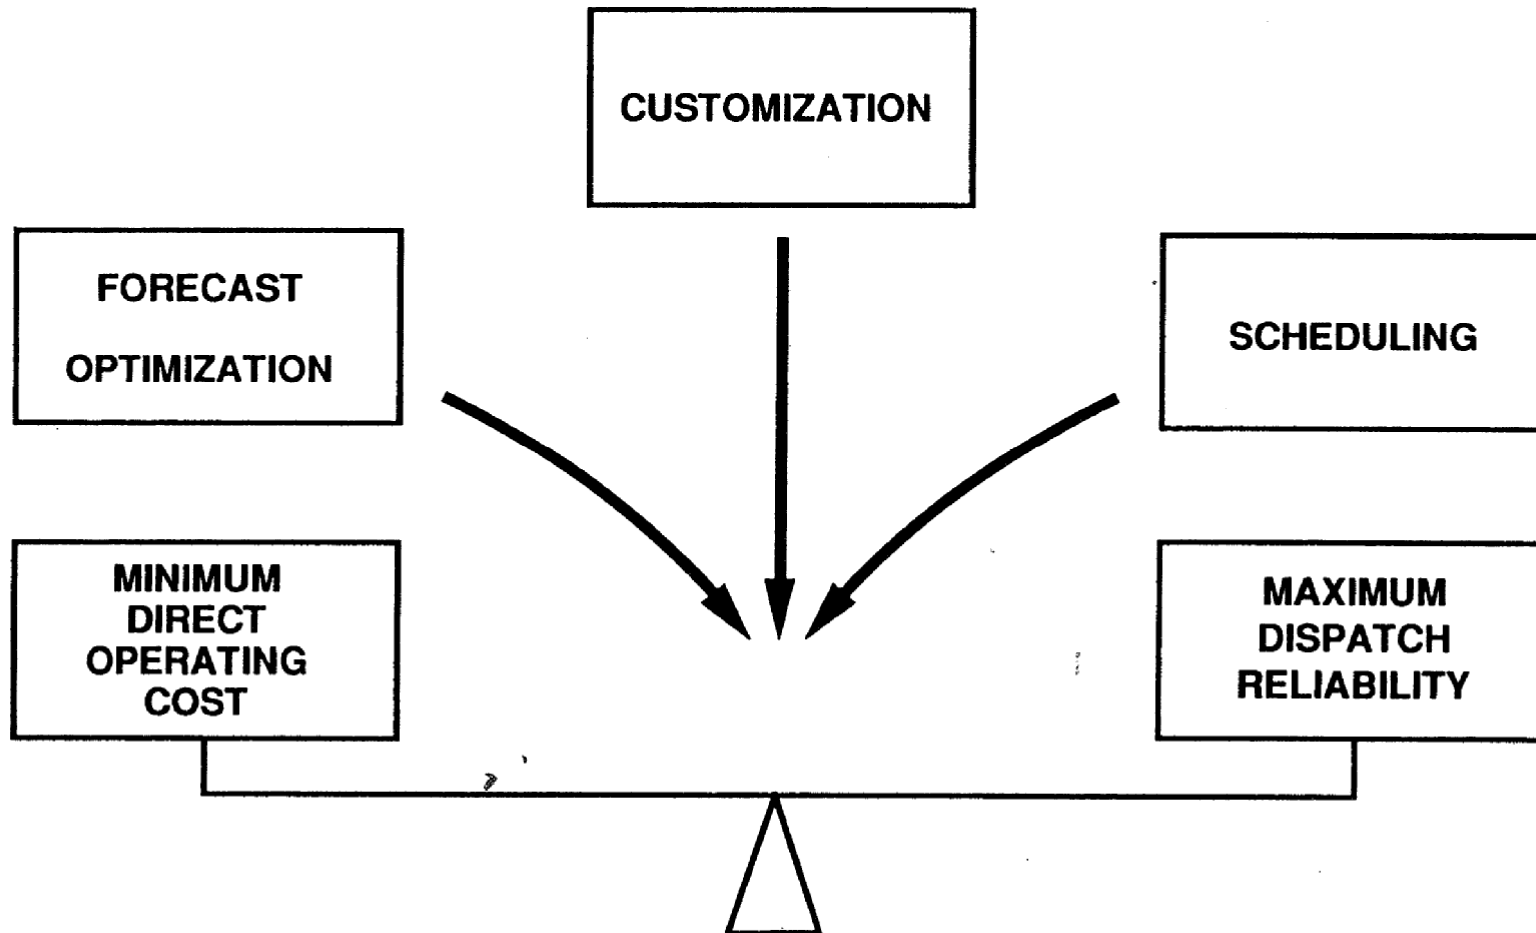 CUSTOMIZATION
FORECAST
OPTIMIZATION
SCHEDULING
MINIMUM
DIRECT
OPERATING
COST
MAXIMUM
DISPATCH
RELIABILITY